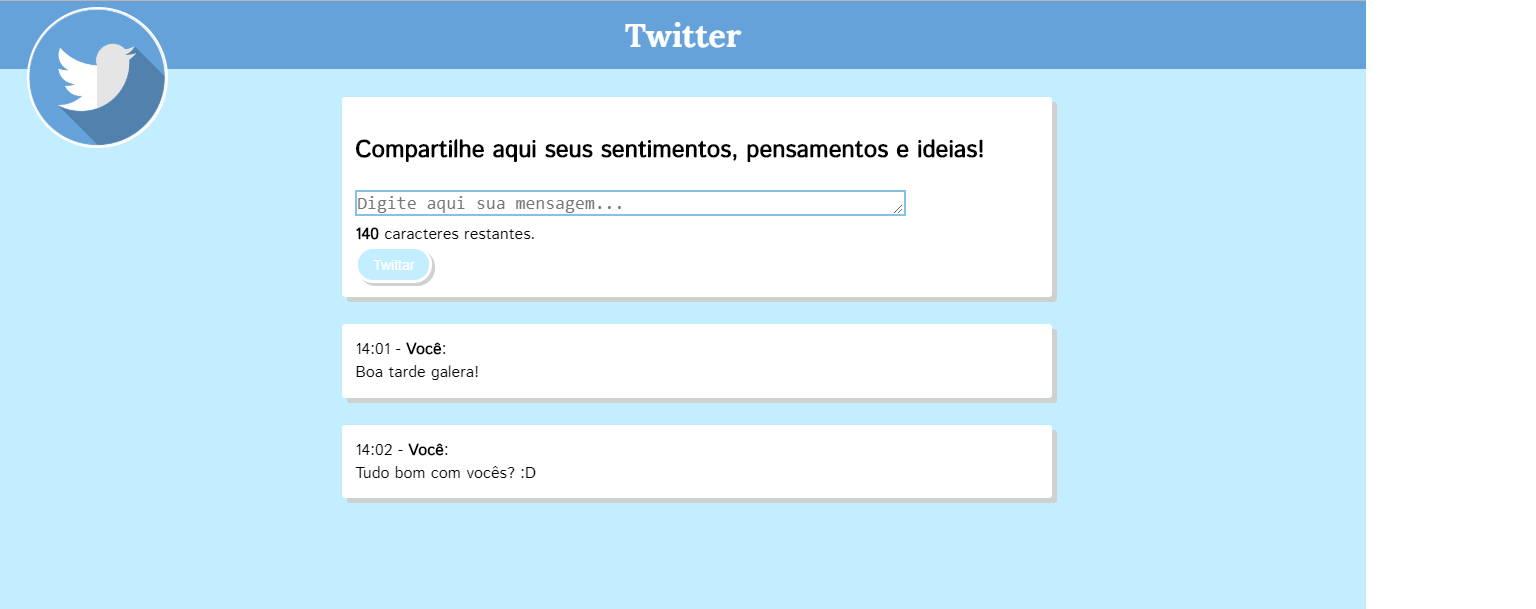 Twitter
Compartilhe aqui seus sentimentos, pensamentos e ideias!
Digite aqui sua mensagem...
140 caracteres restantes.
Twittar
14:01 - Você:
Boa tarde galera!
14:02 - Você:
Tudo bom com vocês? :D